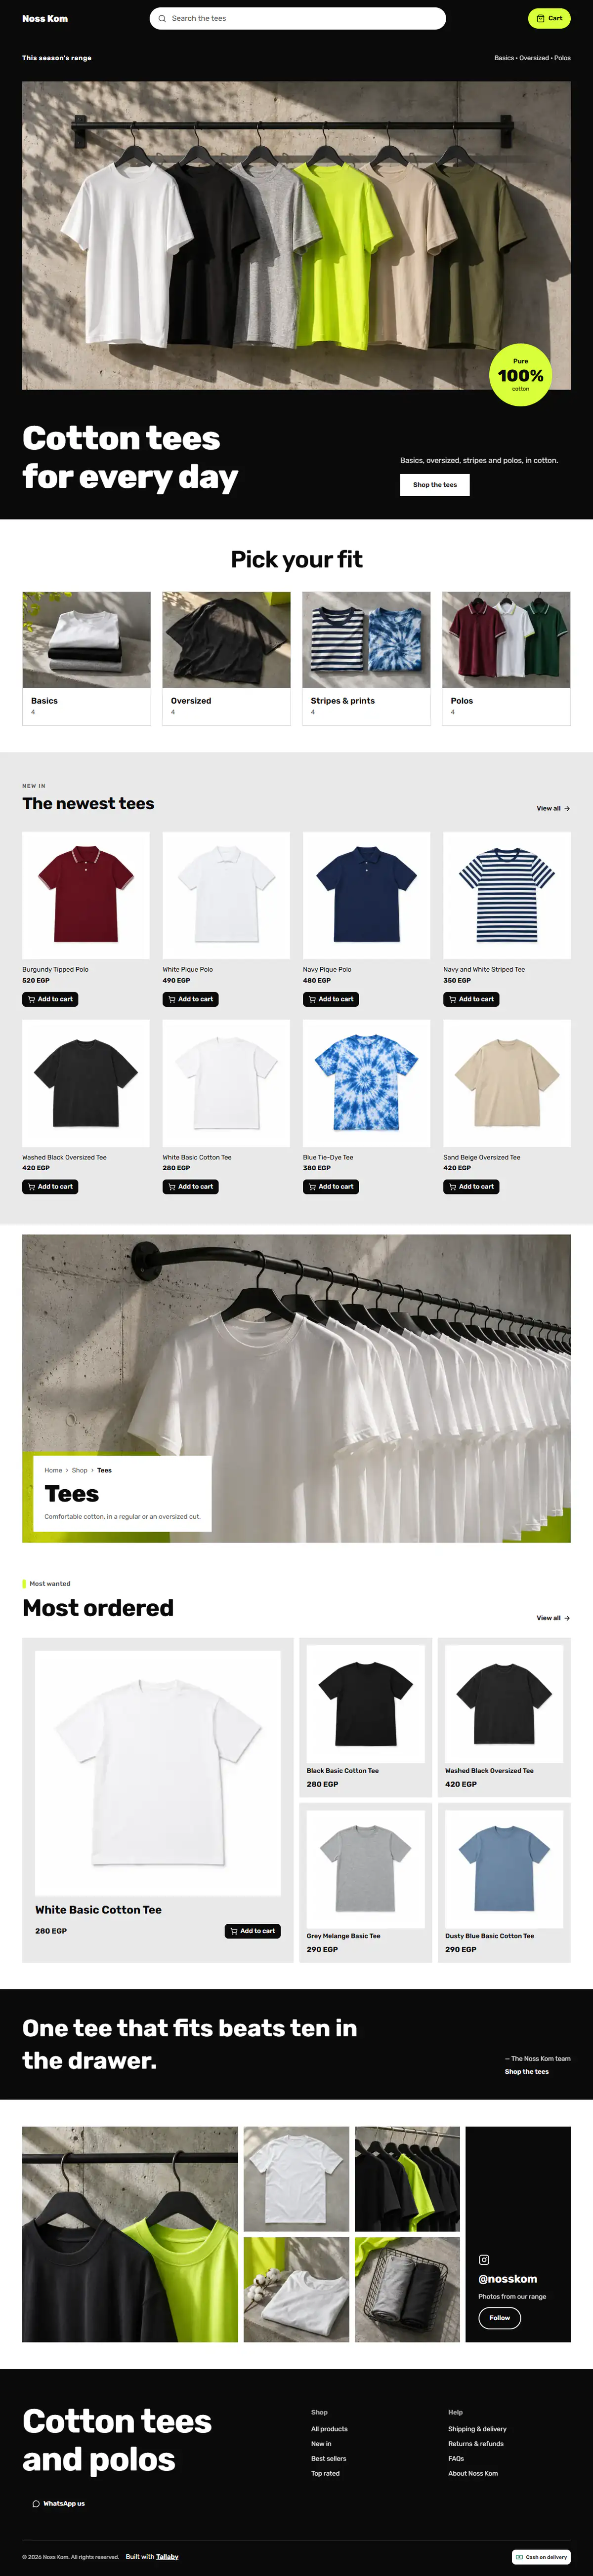 Noss Kom
Search the tees
Cart
This season's range
Basics • Oversized • Polos
Pure
100%
cotton
Cotton tees
for every day
Basics, oversized, stripes and polos, in cotton.
Shop the tees
Pick your fit
Basics
4
Oversized
4
Stripes & prints
4
Polos
4
NEW IN
The newest tees
View all
Burgundy Tipped Polo
520 EGP
Add to cart
White Pique Polo
490 EGP
Add to cart
Navy Pique Polo
480 EGP
Add to cart
Navy and White Striped Tee
350 EGP
Add to cart
Washed Black Oversized Tee
420 EGP
Add to cart
White Basic Cotton Tee
280 EGP
Add to cart
Blue Tie-Dye Tee
380 EGP
Add to cart
Sand Beige Oversized Tee
420 EGP
Add to cart
Home › Shop › Tees
Tees
Comfortable cotton, in a regular or an oversized cut.
Most wanted
Most ordered
View all
White Basic Cotton Tee
280 EGP
Add to cart
Black Basic Cotton Tee
280 EGP
Washed Black Oversized Tee
420 EGP
Grey Melange Basic Tee
290 EGP
Dusty Blue Basic Cotton Tee
290 EGP
One tee that fits beats ten in
the drawer.
— The Noss Kom team
Shop the tees
@nosskom
Photos from our range
Follow
Cotton tees
and polos
WhatsApp us
Shop
All products
New in
Best sellers
Top rated
Help
Shipping & delivery
Returns & refunds
FAQs
About Noss Kom
© 2026 Noss Kom. All rights reserved.
Built with Tallaby
Cash on delivery